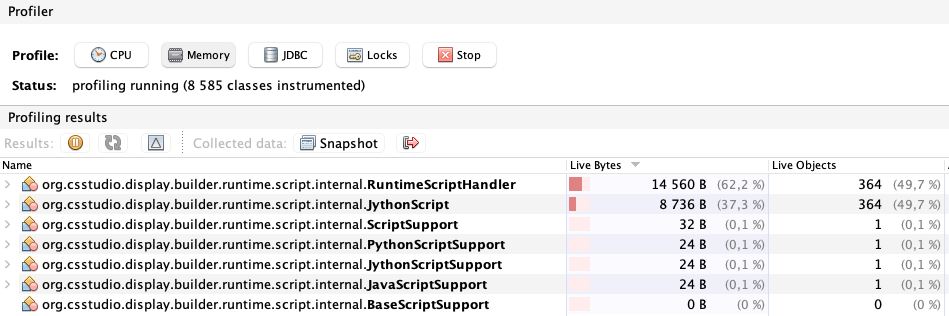 Profiler
Profile: CPU Memory JDBC Locks Stop
Status: profiling running (8 585 classes instrumented)
Profiling results
Results: Collected data: Snapshot
Name Live Bytes Live Objects
org.csstudio.display.builder.runtime.script.internal.RuntimeScriptHandler 14 560 B (62,2 %) 364 (49,7 %)
org.csstudio.display.builder.runtime.script.internal.JythonScript 8 736 B (37,3 %) 364 (49,7 %)
org.csstudio.display.builder.runtime.script.internal.ScriptSupport 32 B (0,1 %) 1 (0,1 %)
org.csstudio.display.builder.runtime.script.internal.PythonScriptSupport 24 B (0,1 %) 1 (0,1 %)
org.csstudio.display.builder.runtime.script.internal.JythonScriptSupport 24 B (0,1 %) 1 (0,1 %)
org.csstudio.display.builder.runtime.script.internal.JavaScriptSupport 24 B (0,1 %) 1 (0,1 %)
org.csstudio.display.builder.runtime.script.internal.BaseScriptSupport 0 B (0 %) 0 (0 %)